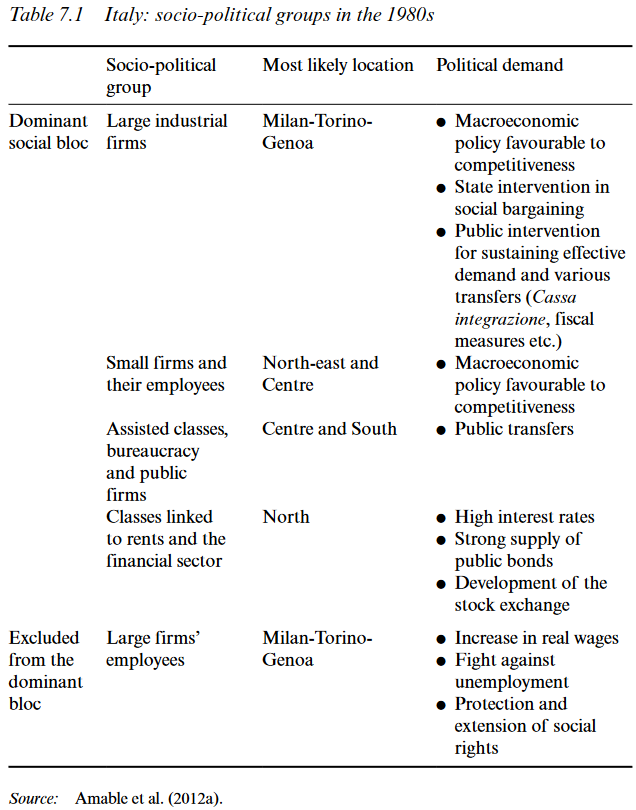 Table 7.1 Italy: socio-political groups in the 1980s
Socio-political group Most likely location Political demand
Dominant social bloc Large industrial firms Milan-Torino-Genoa
● Macroeconomic policy favourable to competitiveness
● State intervention in social bargaining
● Public intervention for sustaining effective demand and various transfers (Cassa integrazione, fiscal measures etc.)
Small firms and their employees North-east and Centre
● Macroeconomic policy favourable to competitiveness
Assisted classes, bureaucracy and public firms Centre and South
● Public transfers
Classes linked to rents and the financial sector North
● High interest rates
● Strong supply of public bonds
● Development of the stock exchange
Excluded from the dominant bloc Large firms' employees Milan-Torino-Genoa
● Increase in real wages
● Fight against unemployment
● Protection and extension of social rights
Source: Amable et al. (2012a).